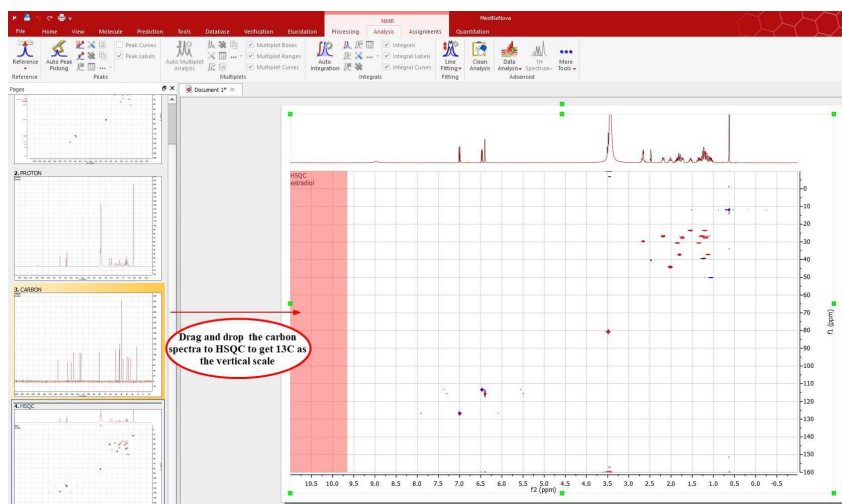 NMR
MestReNova
File Home View Molecule Prediction Tools Database Verification Elucidation Processing Analysis Assignments Quantitation
Reference
Auto Peak Picking
Peak Curves
Peak Labels
Auto Multiplet Analysis
Multiplet Boxes
Multiplet Ranges
Multiplet Curves
Auto Integration
Integrals
Integral Labels
Integral Curves
Line Fitting
Clean Analysis
Data Analysis
1H Spectrum
More Tools
Reference Peaks Multiplets Integrals Fitting Advanced
Pages
Document 1*
2. PROTON
3. CARBON
4. HSQC
HSQC
estradiol
Drag and drop the carbon
spectra to HSQC to get 13C as
the vertical scale
-0
-10
-20
-30
-40
-50
-60
-70
-80
-90
-100
-110
-120
-130
-140
-150
-160
f1 (ppm)
10.5 10.0 9.5 9.0 8.5 8.0 7.5 7.0 6.5 6.0 5.5 5.0 4.5 4.0 3.5 3.0 2.5 2.0 1.5 1.0 0.5 0.0 -0.5
f2 (ppm)